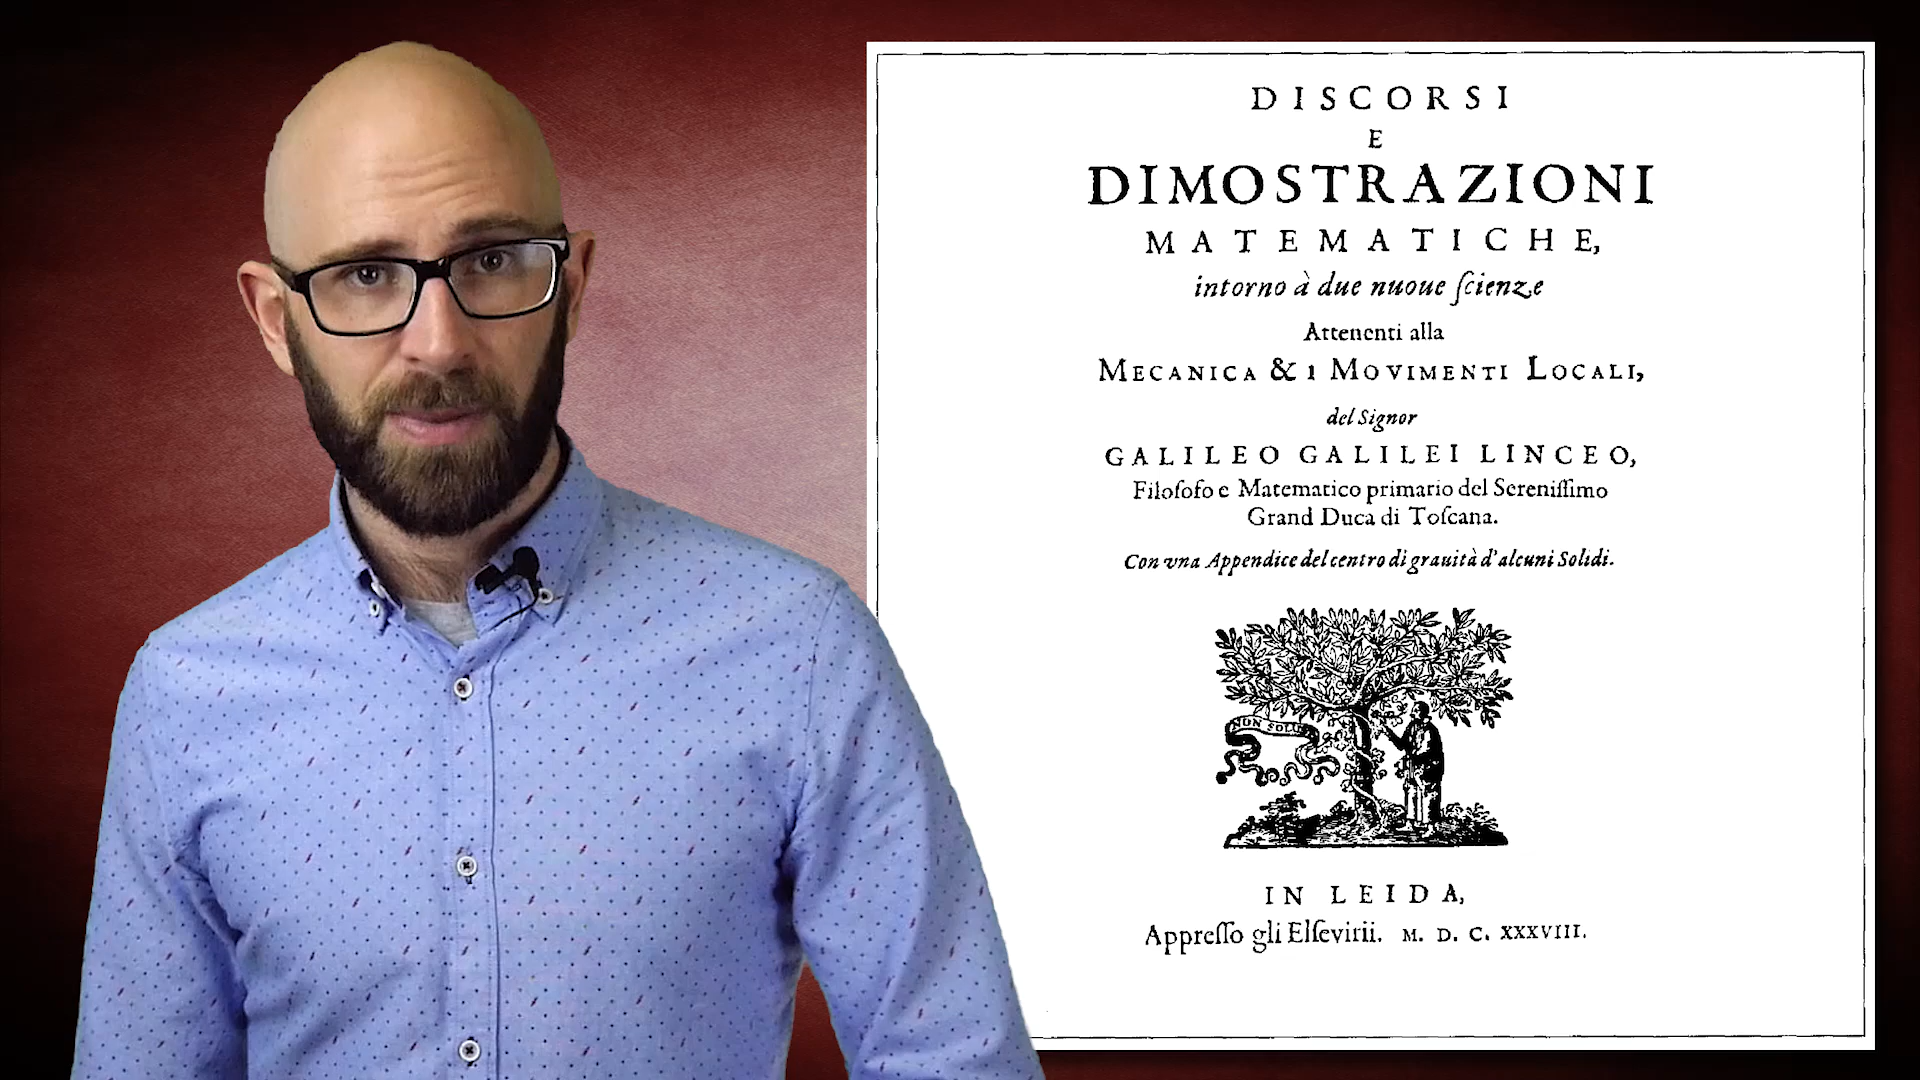 DISCORSI
E
DIMOSTRAZIONI
MATEMATICHE,
intorno à due nuoue ſcienze
Attenenti alla
MECANICA & I MOVIMENTI LOCALI,
del Signor
GALILEO GALILEI LINCEO,
Filoſofo e Matematico primario del Sereniſſimo
Grand Duca di Toſcana.
Con vna Appendice del centro di grauità d'alcuni Solidi.
NON SOLUS
IN LEIDA,
Appreſſo gli Elſevirii. M. D. C. XXXVIII.